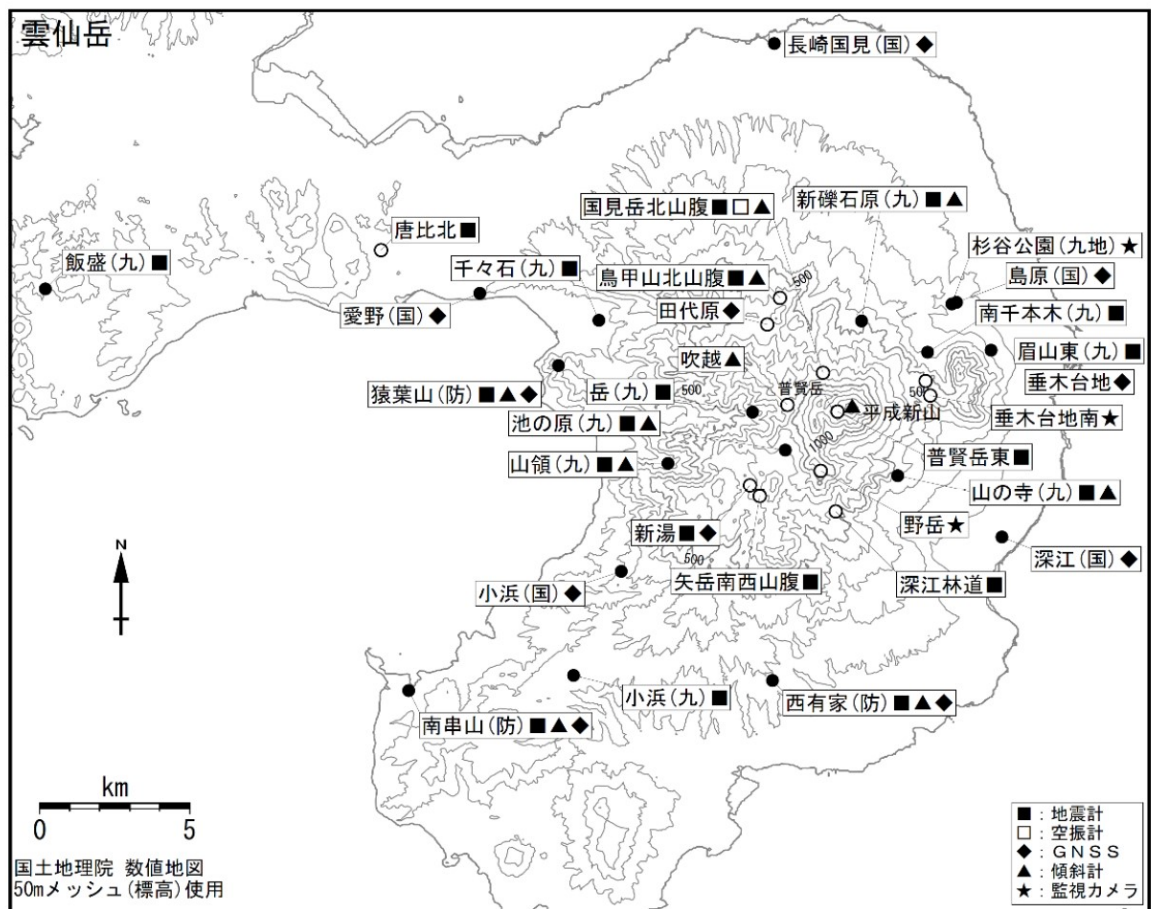 雲仙岳
長崎国見(国)◆
国見岳北山腹■□▲
新礫石原(九)■▲
唐比北■
杉谷公園(九地)★
飯盛(九)■
千々石(九)■
鳥甲山北山腹■▲
500
島原(国)◆
愛野(国)◆
田代原◆
南千本木(九)■
吹越▲
眉山東(九)■
猿葉山(防)■▲◆
岳(九)■
500
普賢岳
500
垂木台地◆
池の原(九)■▲
平成新山
垂木台地南★
1000
山領(九)■▲
普賢岳東■
山の寺(九)■▲
新湯■◆
野岳★
500
深江(国)◆
小浜(国)◆
矢岳南西山腹■
深江林道■
N
小浜(九)■
西有家(防)■▲◆
南串山(防)■▲◆
km
0 5
国土地理院 数値地図
50mメッシュ(標高)使用
■:地震計
□:空振計
◆:GNSS
▲:傾斜計
★:監視カメラ